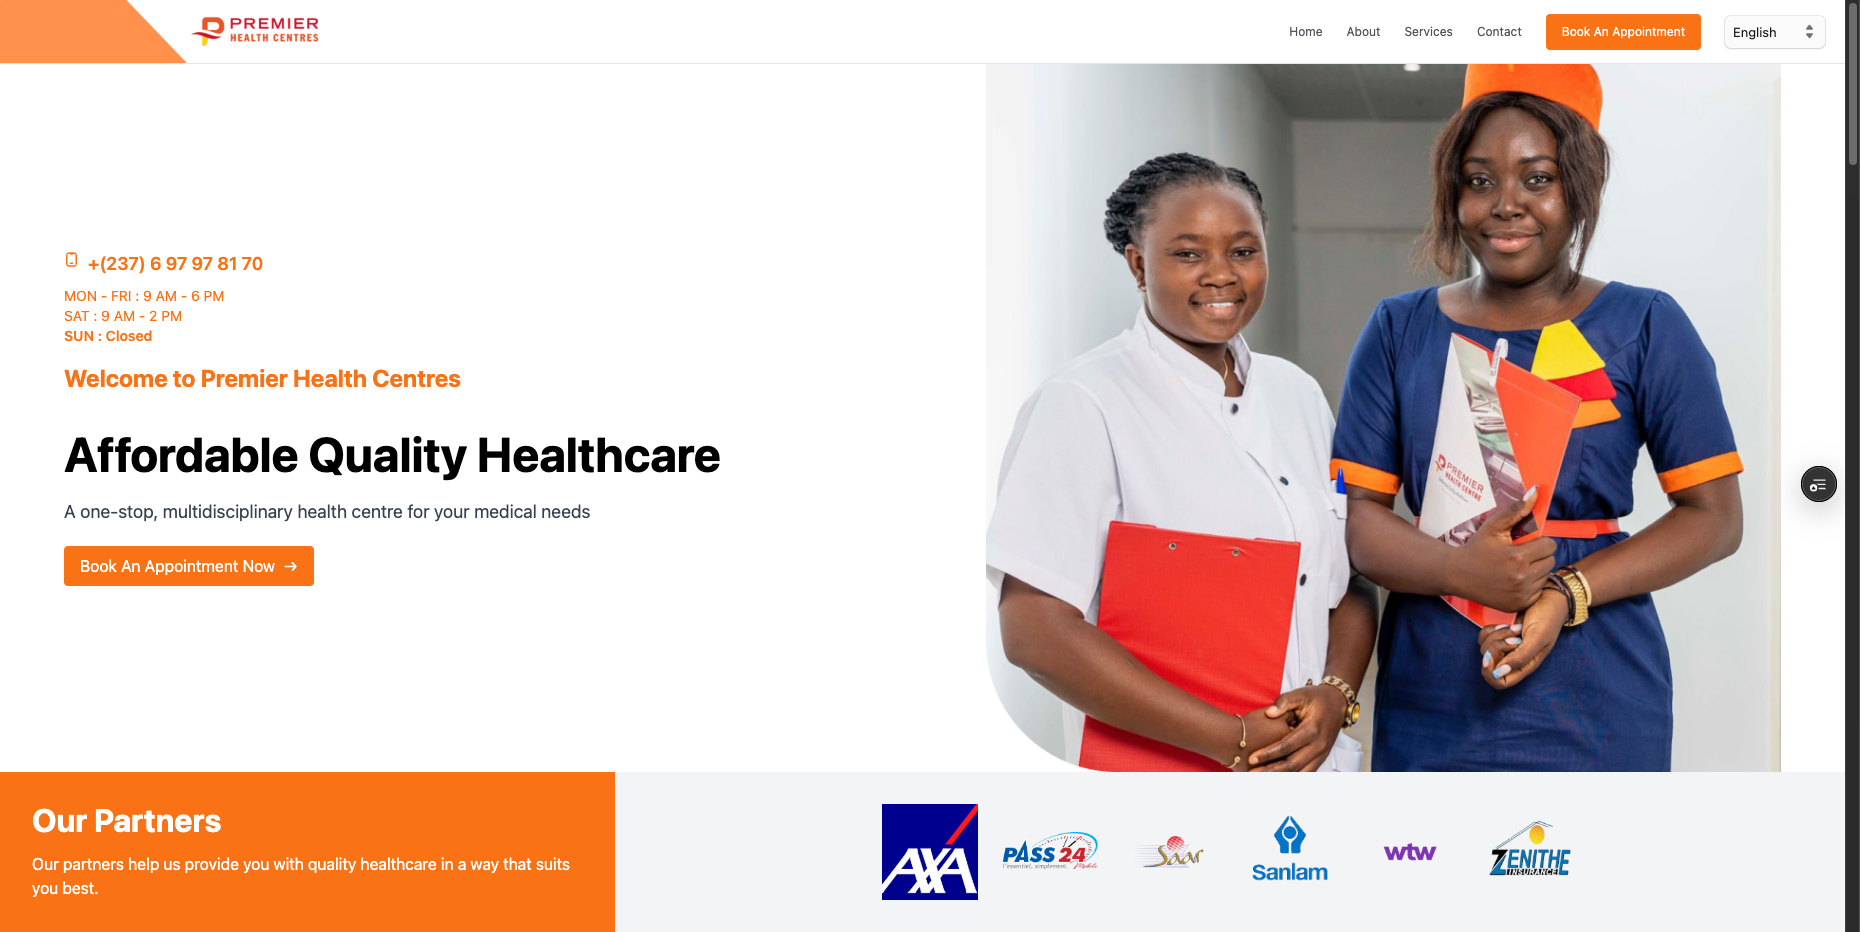 PREMIER
HEALTH CENTRES
Home
About
Services
Contact
Book An Appointment
English
+(237) 6 97 97 81 70
MON - FRI : 9 AM - 6 PM
SAT : 9 AM - 2 PM
SUN : Closed
Welcome to Premier Health Centres
Affordable Quality Healthcare
A one-stop, multidisciplinary health centre for your medical needs
Book An Appointment Now →
PREMIER
HEALTH CENTRE
Our Partners
Our partners help us provide you with quality healthcare in a way that suits
you best.
AXA
PASS 24
l'essentiel, simplement.
Mobile
Saar
Sanlam
wtw
ZENITHE
INSURANCE